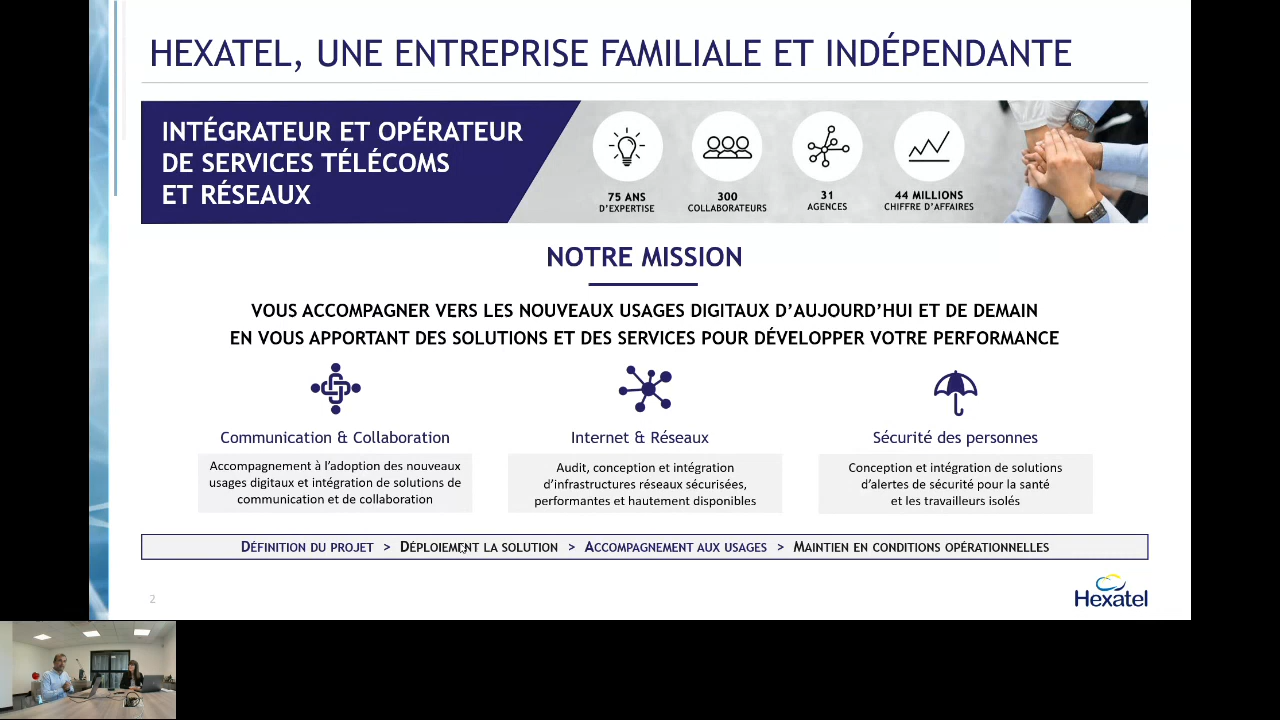 HEXATEL, UNE ENTREPRISE FAMILIALE ET INDÉPENDANTE
INTÉGRATEUR ET OPÉRATEUR
DE SERVICES TÉLÉCOMS
ET RÉSEAUX
75 ANS
D'EXPERTISE
300
COLLABORATEURS
31
AGENCES
44 MILLIONS
CHIFFRE D'AFFAIRES
NOTRE MISSION
VOUS ACCOMPAGNER VERS LES NOUVEAUX USAGES DIGITAUX D'AUJOURD'HUI ET DE DEMAIN
EN VOUS APPORTANT DES SOLUTIONS ET DES SERVICES POUR DÉVELOPPER VOTRE PERFORMANCE
Communication & Collaboration
Accompagnement à l'adoption des nouveaux
usages digitaux et intégration de solutions de
communication et de collaboration
Internet & Réseaux
Audit, conception et intégration
d'infrastructures réseaux sécurisées,
performantes et hautement disponibles
Sécurité des personnes
Conception et intégration de solutions
d'alertes de sécurité pour la santé
et les travailleurs isolés
DÉFINITION DU PROJET > DÉPLOIEMENT LA SOLUTION > ACCOMPAGNEMENT AUX USAGES > MAINTIEN EN CONDITIONS OPÉRATIONNELLES
2
Hexatel